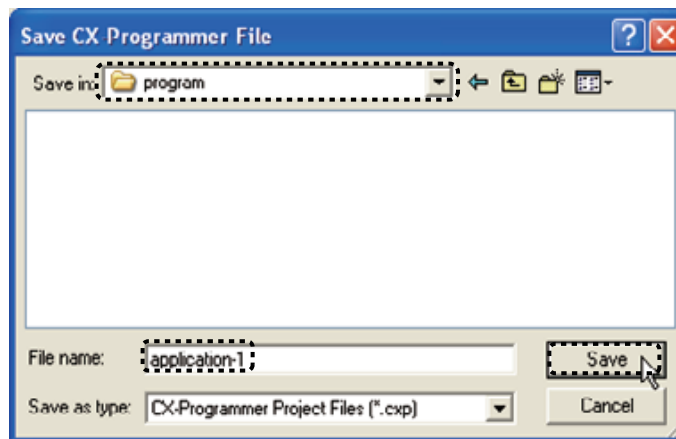 Save CX-Programmer File
Save in: program
File name: application-1
Save
Save as type: CX-Programmer Project Files (*.cxp)
Cancel